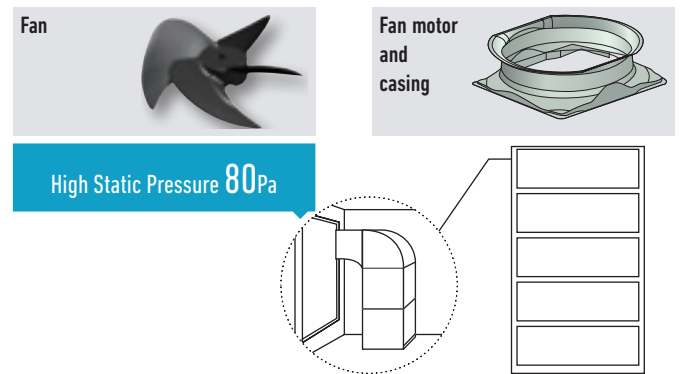 Fan
Fan motor
and
casing
High Static Pressure 80Pa